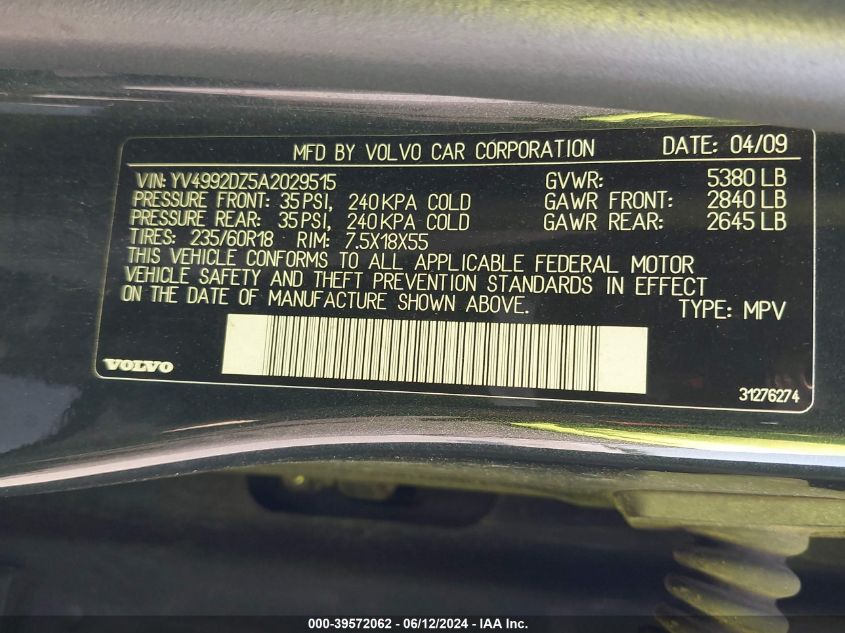 MFD BY VOLVO CAR CORPORATION DATE: 04/09
VIN: YV4992DZ5A2029515 GVWR: 5380 LB
PRESSURE FRONT: 35 PSI, 240 KPA COLD GAWR FRONT: 2840 LB
PRESSURE REAR: 35 PSI, 240 KPA COLD GAWR REAR: 2645 LB
TIRES: 235/60R18 RIM: 7.5X18X55
THIS VEHICLE CONFORMS TO ALL APPLICABLE FEDERAL MOTOR
VEHICLE SAFETY AND THEFT PREVENTION STANDARDS IN EFFECT
ON THE DATE OF MANUFACTURE SHOWN ABOVE. TYPE: MPV
VOLVO
31276274
000-39572062 - 06/12/2024 - IAA Inc.